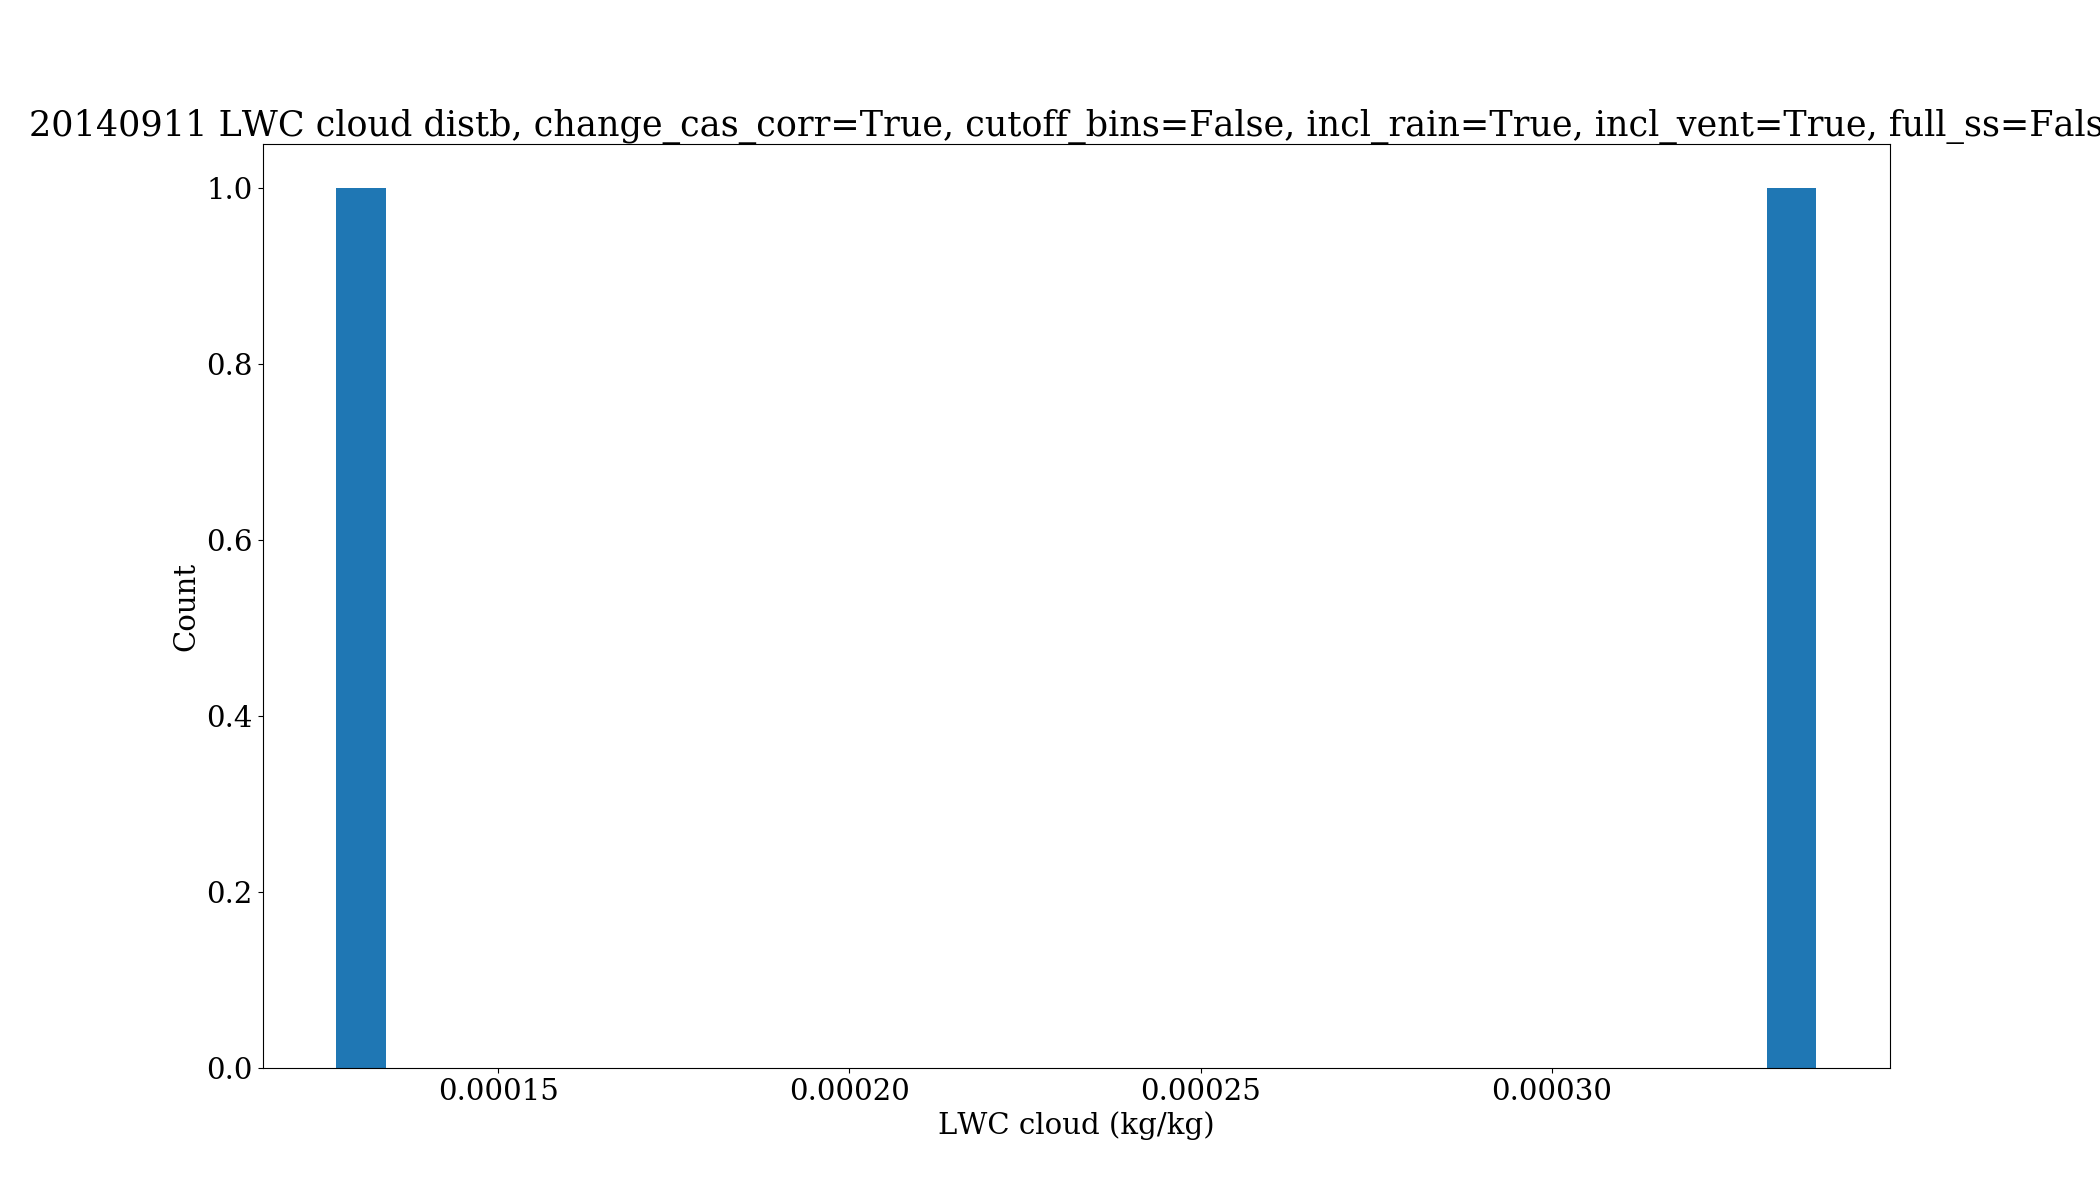 20140911 LWC cloud distb, change_cas_corr=True, cutoff_bins=False, incl_rain=True, incl_vent=True, full_ss=Fals
1.0
0.8
0.6
0.4
0.2
0.0
Count
0.00015 0.00020 0.00025 0.00030
LWC cloud (kg/kg)